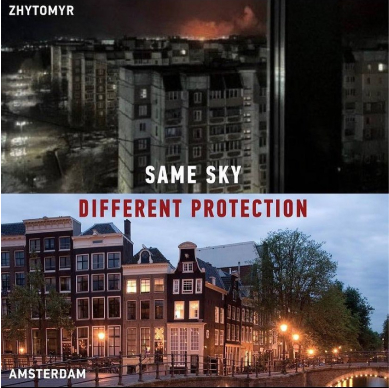 ZHYTOMYR
SAME SKY
DIFFERENT PROTECTION
AMSTERDAM